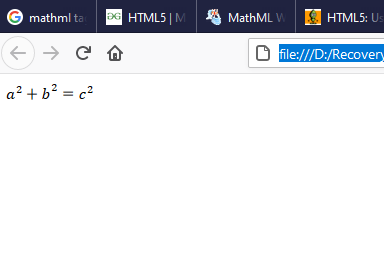 mathml ta
HTML5 | M
MathML W
HTML5: Us
file:///D:/Recovery
a² + b² = c²